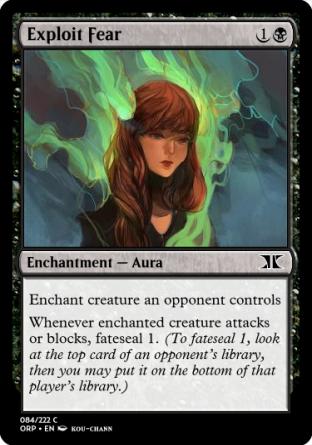 Exploit Fear 1
Enchantment — Aura
Enchant creature an opponent controls
Whenever enchanted creature attacks
or blocks, fateseal 1. (To fateseal 1, look
at the top card of an opponent's library,
then you may put it on the bottom of that
player's library.)
084/222 C
ORP • EN KOU-CHANN